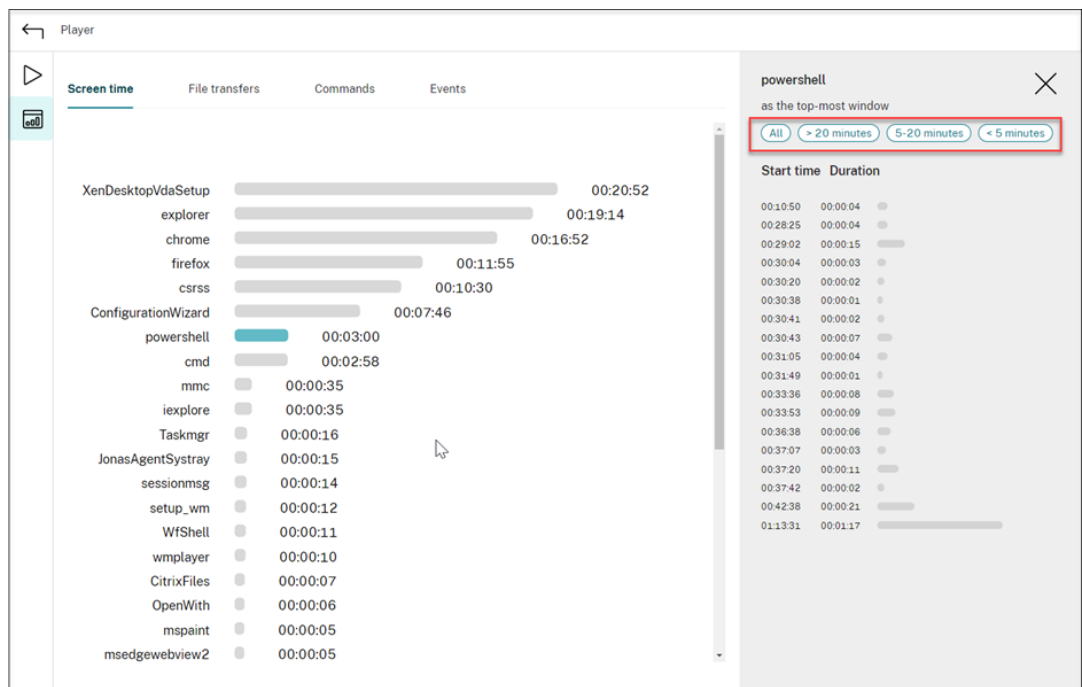 Player
Screen time File transfers Commands Events
XenDesktopVdaSetup 00:20:52
explorer 00:19:14
chrome 00:16:52
firefox 00:11:55
csrss 00:10:30
ConfigurationWizard 00:07:46
powershell 00:03:00
cmd 00:02:58
mmc 00:00:35
iexplore 00:00:35
Taskmgr 00:00:16
JonasAgentSystray 00:00:15
sessionmsg 00:00:14
setup_wm 00:00:12
WfShell 00:00:11
wmplayer 00:00:10
CitrixFiles 00:00:07
OpenWith 00:00:06
mspaint 00:00:05
msedgewebview2 00:00:05
powershell
as the top-most window
All > 20 minutes 5-20 minutes < 5 minutes
Start time Duration
00:10:50 00:00:04
00:28:25 00:00:04
00:29:02 00:00:15
00:30:04 00:00:03
00:30:20 00:00:02
00:30:38 00:00:01
00:30:41 00:00:02
00:30:43 00:00:07
00:31:05 00:00:04
00:31:49 00:00:01
00:33:36 00:00:08
00:33:53 00:00:09
00:36:38 00:00:06
00:37:07 00:00:03
00:37:20 00:00:11
00:37:42 00:00:02
00:42:38 00:00:21
01:13:31 00:01:17